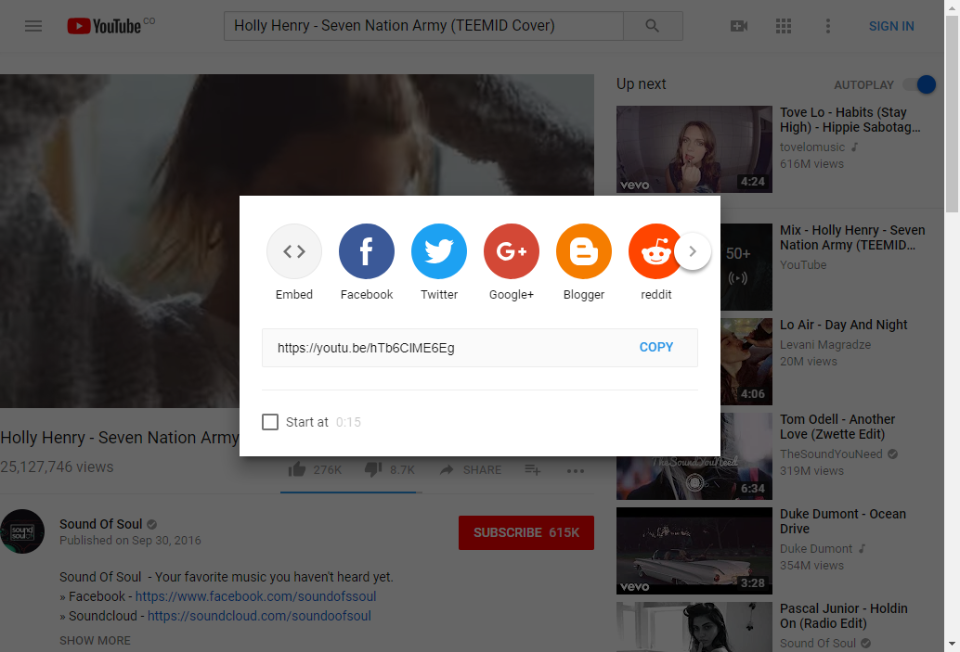 YouTube CO
Holly Henry - Seven Nation Army (TEEMID Cover)
SIGN IN
Up next
AUTOPLAY
Tove Lo - Habits (Stay
High) - Hippie Sabotag...
tovelomusic
616M views
vevo
4:24
Mix - Holly Henry - Seven
Nation Army (TEEMID...
YouTube
50+
Embed
Facebook
Twitter
Google+
Blogger
reddit
https://youtu.be/hTb6CIME6Eg
COPY
Start at 0:15
Lo Air - Day And Night
Levani Magradze
20M views
4:06
Tom Odell - Another
Love (Zwette Edit)
TheSoundYouNeed
319M views
TheSoundYouNeed
6:34
Holly Henry - Seven Nation Army
25,127,746 views
276K
8.7K
SHARE
Sound Of Soul
Published on Sep 30, 2016
SUBSCRIBE 615K
Sound Of Soul - Your favorite music you haven't heard yet.
» Facebook - https://www.facebook.com/soundofssoul
» Soundcloud - https://soundcloud.com/soundoofsoul
SHOW MORE
Duke Dumont - Ocean
Drive
Duke Dumont
354M views
vevo
3:28
Pascal Junior - Holdin
On (Radio Edit)
Sound Of Soul